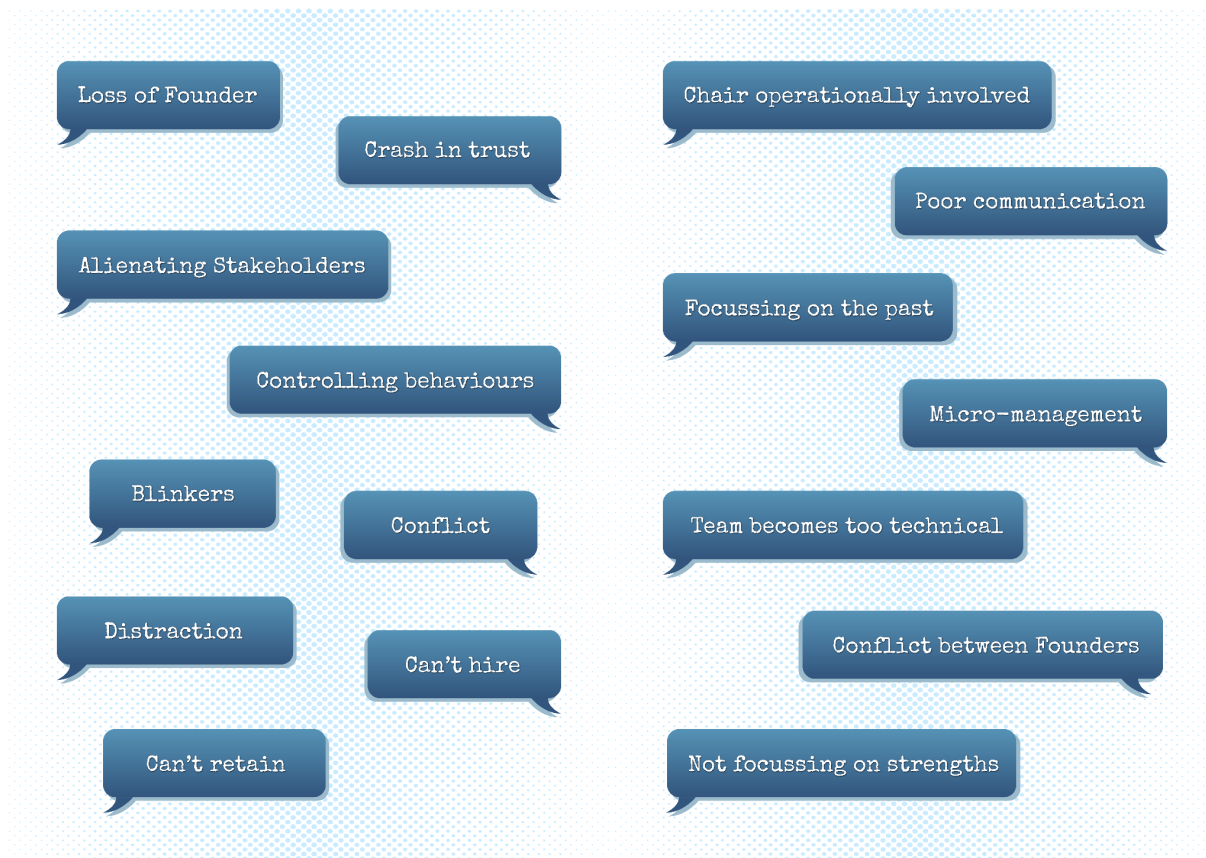 Loss of Founder
Crash in trust
Alienating Stakeholders
Controlling behaviours
Blinkers
Conflict
Distraction
Can't hire
Can't retain
Chair operationally involved
Poor communication
Focussing on the past
Micro-management
Team becomes too technical
Conflict between Founders
Not focussing on strengths